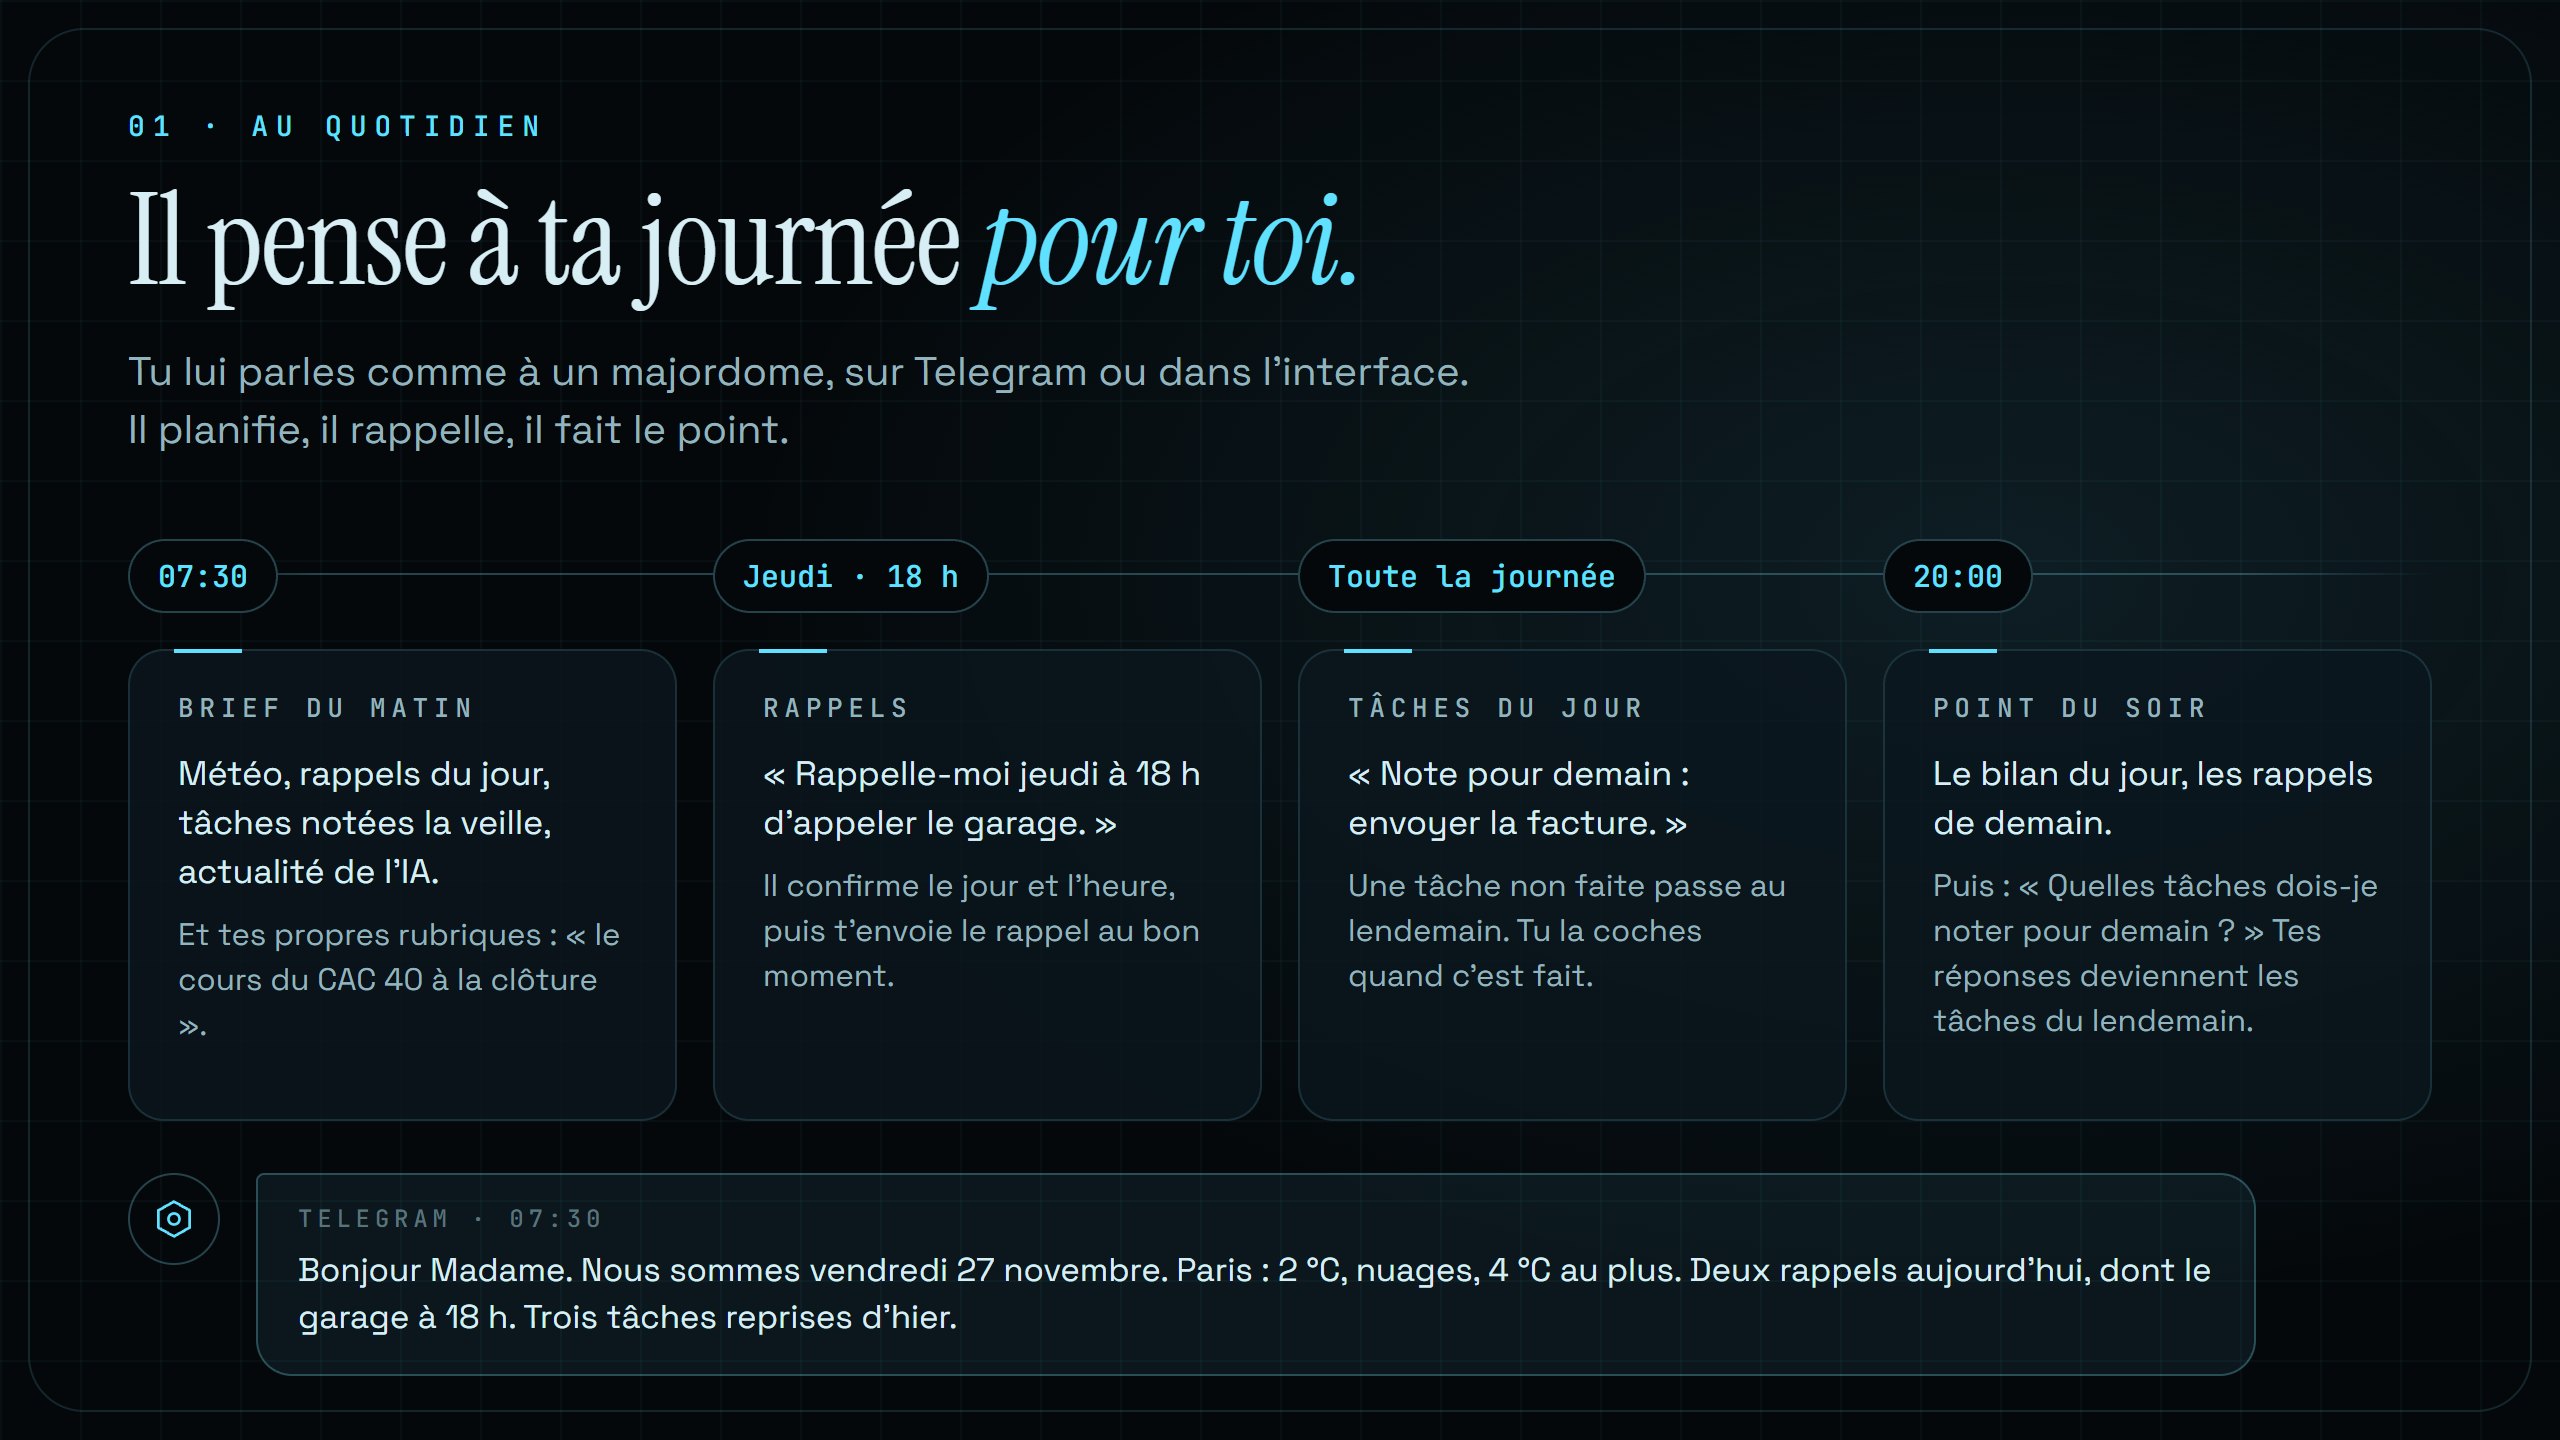 01 · AU QUOTIDIEN
Il pense à ta journée pour toi.
Tu lui parles comme à un majordome, sur Telegram ou dans l’interface.
Il planifie, il rappelle, il fait le point.
07:30
Jeudi · 18 h
Toute la journée
20:00
BRIEF DU MATIN
Météo, rappels du jour,
tâches notées la veille,
actualité de l’IA.
Et tes propres rubriques : « le
cours du CAC 40 à la clôture
».
RAPPELS
« Rappelle-moi jeudi à 18 h
d’appeler le garage. »
Il confirme le jour et l’heure,
puis t’envoie le rappel au bon
moment.
TÂCHES DU JOUR
« Note pour demain :
envoyer la facture. »
Une tâche non faite passe au
lendemain. Tu la coches
quand c’est fait.
POINT DU SOIR
Le bilan du jour, les rappels
de demain.
Puis : « Quelles tâches dois-je
noter pour demain ? » Tes
réponses deviennent les
tâches du lendemain.
TELEGRAM · 07:30
Bonjour Madame. Nous sommes vendredi 27 novembre. Paris : 2 °C, nuages, 4 °C au plus. Deux rappels aujourd’hui, dont le
garage à 18 h. Trois tâches reprises d’hier.